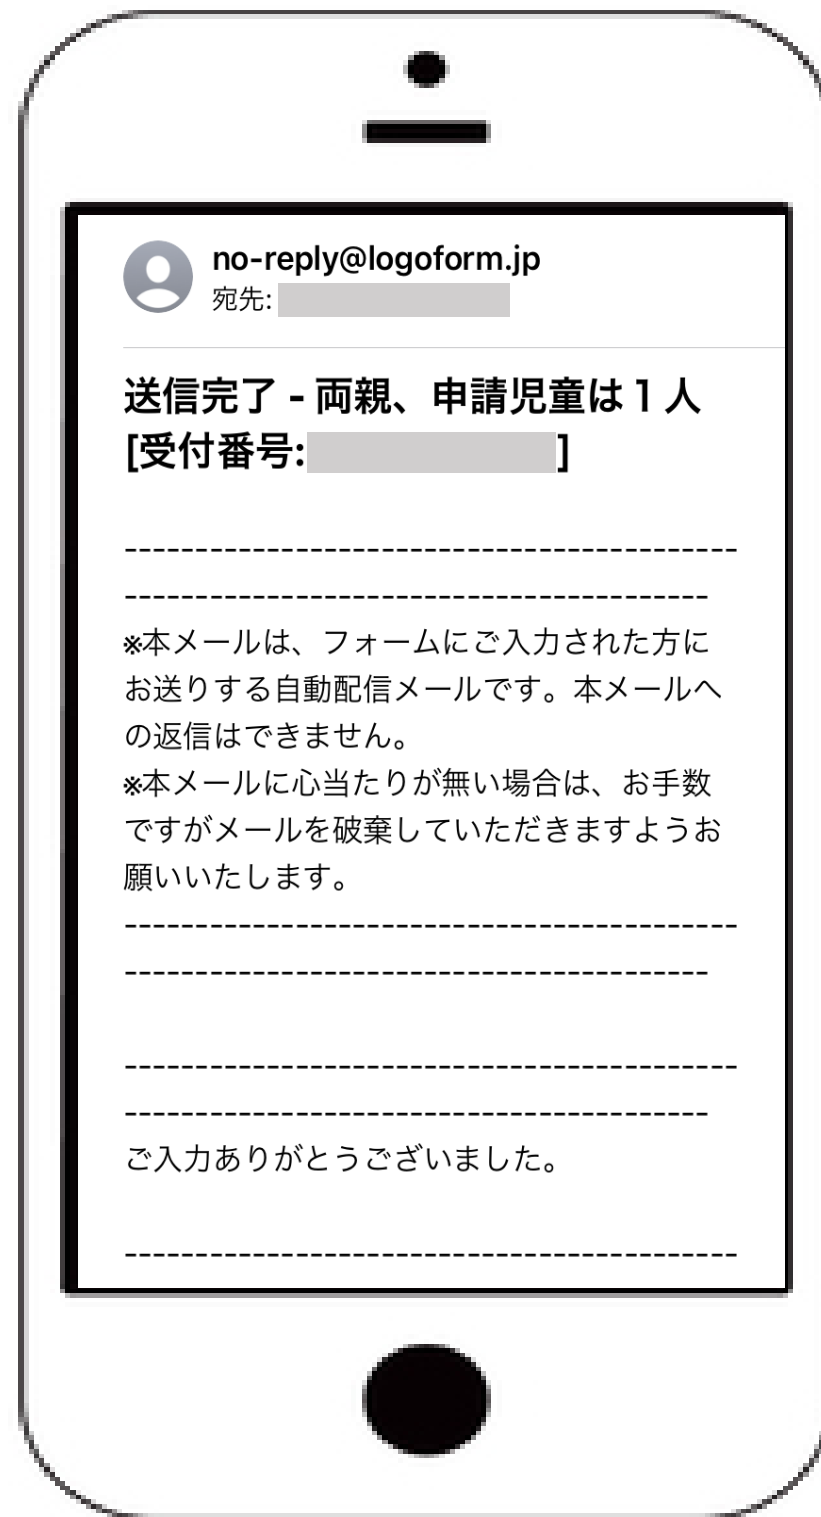 no-reply@logoform.jp
宛先:
送信完了 - 両親、申請児童は１人
[受付番号:]
-------------------------------------------
-----------------------------------------
※本メールは、フォームにご入力された方に
お送りする自動配信メールです。本メールへ
の返信はできません。
※本メールに心当たりが無い場合は、お手数
ですがメールを破棄していただきますようお
願いいたします。
-------------------------------------------
-----------------------------------------
-------------------------------------------
-----------------------------------------
ご入力ありがとうございました。
-------------------------------------------